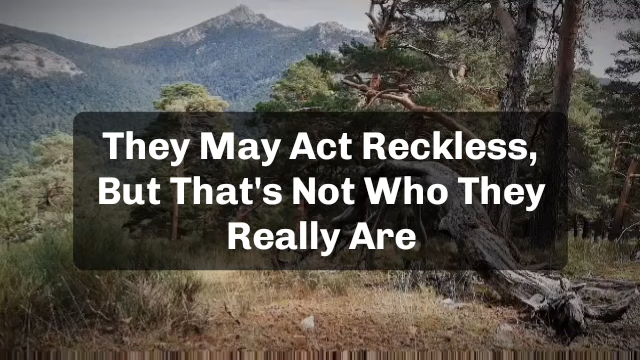 They May Act Reckless,
But That's Not Who They
Really Are